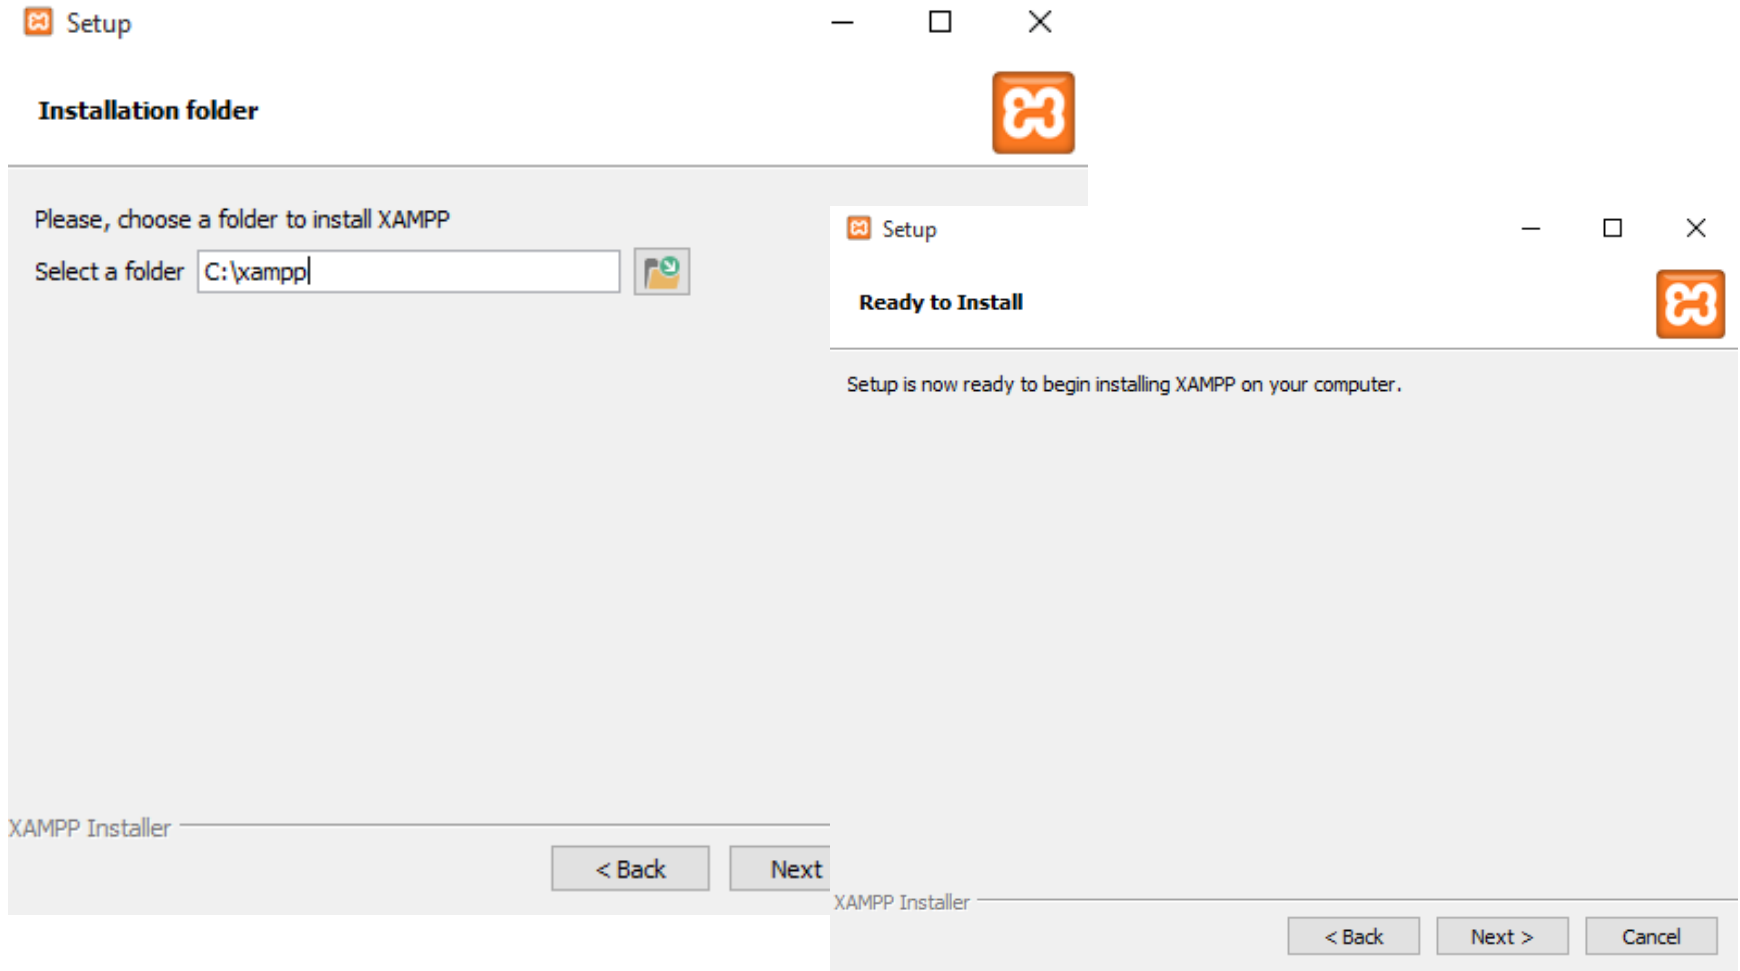 Setup
Installation folder
Please, choose a folder to install XAMPP
Select a folder C:\xampp
XAMPP Installer
< Back Next
Setup
Ready to Install
Setup is now ready to begin installing XAMPP on your computer.
XAMPP Installer
< Back Next > Cancel